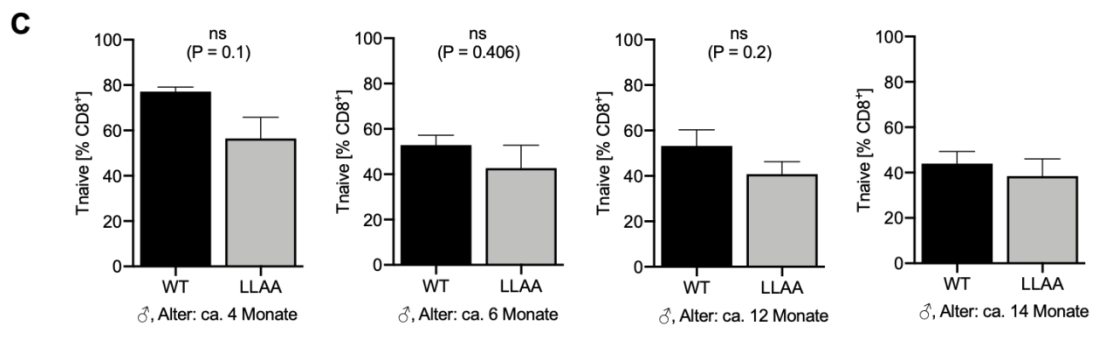 C
ns
(P = 0.1)
100
80
60
40
20
0
Tnaive [% CD8⁺]
WT LLAA
♂, Alter: ca. 4 Monate
ns
(P = 0.406)
100
80
60
40
20
0
Tnaive [% CD8⁺]
WT LLAA
♂, Alter: ca. 6 Monate
ns
(P = 0.2)
100
80
60
40
20
0
Tnaive [% CD8⁺]
WT LLAA
♂, Alter: ca. 12 Monate
100
80
60
40
20
0
Tnaive [% CD8⁺]
WT LLAA
♂, Alter: ca. 14 Monate